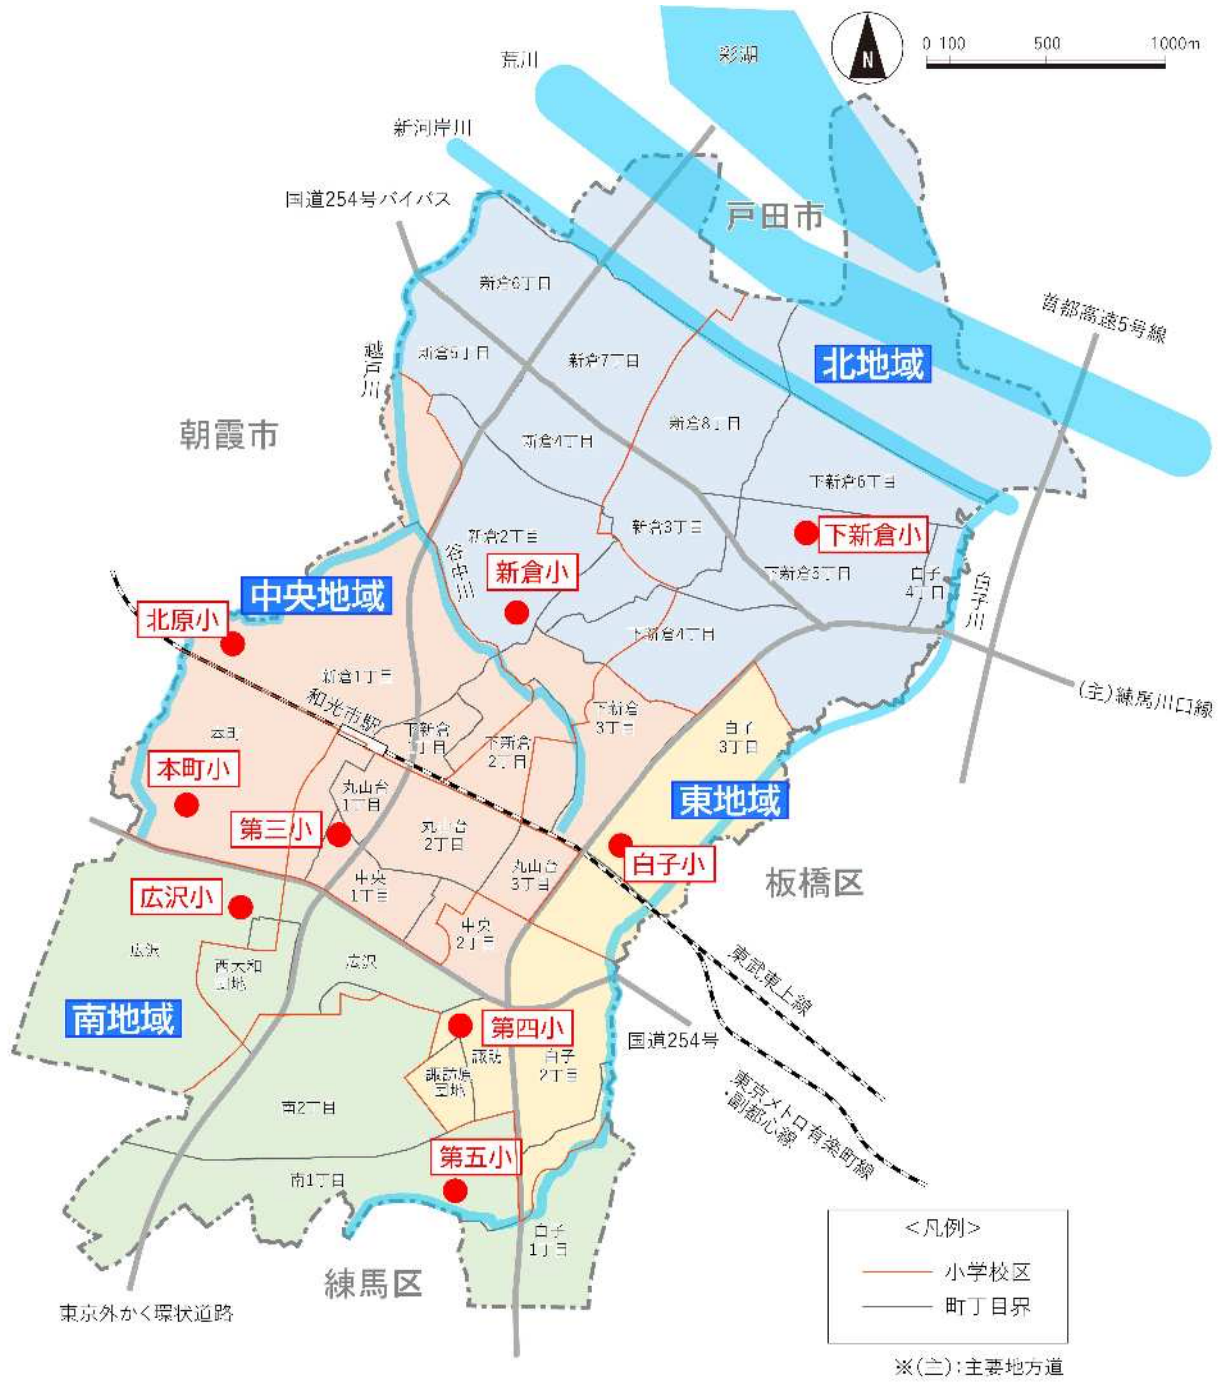 彩湖
N
0 100 500 1000m
荒川
新河岸川
国道254号バイパス
戸田市
新倉6丁目
首都高速5号線
越戸川
新倉5丁目
新倉7丁目
北地域
朝霞市
新倉4丁目
新倉8丁目
下新倉6丁目
新倉2丁目
新倉3丁目
下新倉小
谷中川
新倉小
下新倉5丁目
白子
4丁目
白子川
中央地域
北原小
下新倉4丁目
新倉1丁目
(主)練馬川口線
和光市駅
本町
下新倉
1丁目
下新倉
2丁目
下新倉
3丁目
白子
3丁目
本町小
丸山台
1丁目
東地域
第三小
丸山台
2丁目
白子小
丸山台
3丁目
板橋区
中央
1丁目
広沢小
中央
2丁目
広沢
西大和
団地
広沢
東武東上線
南地域
第四小
国道254号
諏訪
白子
2丁目
諏訪原
団地
東京メトロ有楽町線
・副都心線
南2丁目
第五小
南1丁目
白子
1丁目
練馬区
東京外かく環状道路
<凡例>
小学校区
町丁目界
※(主):主要地方道